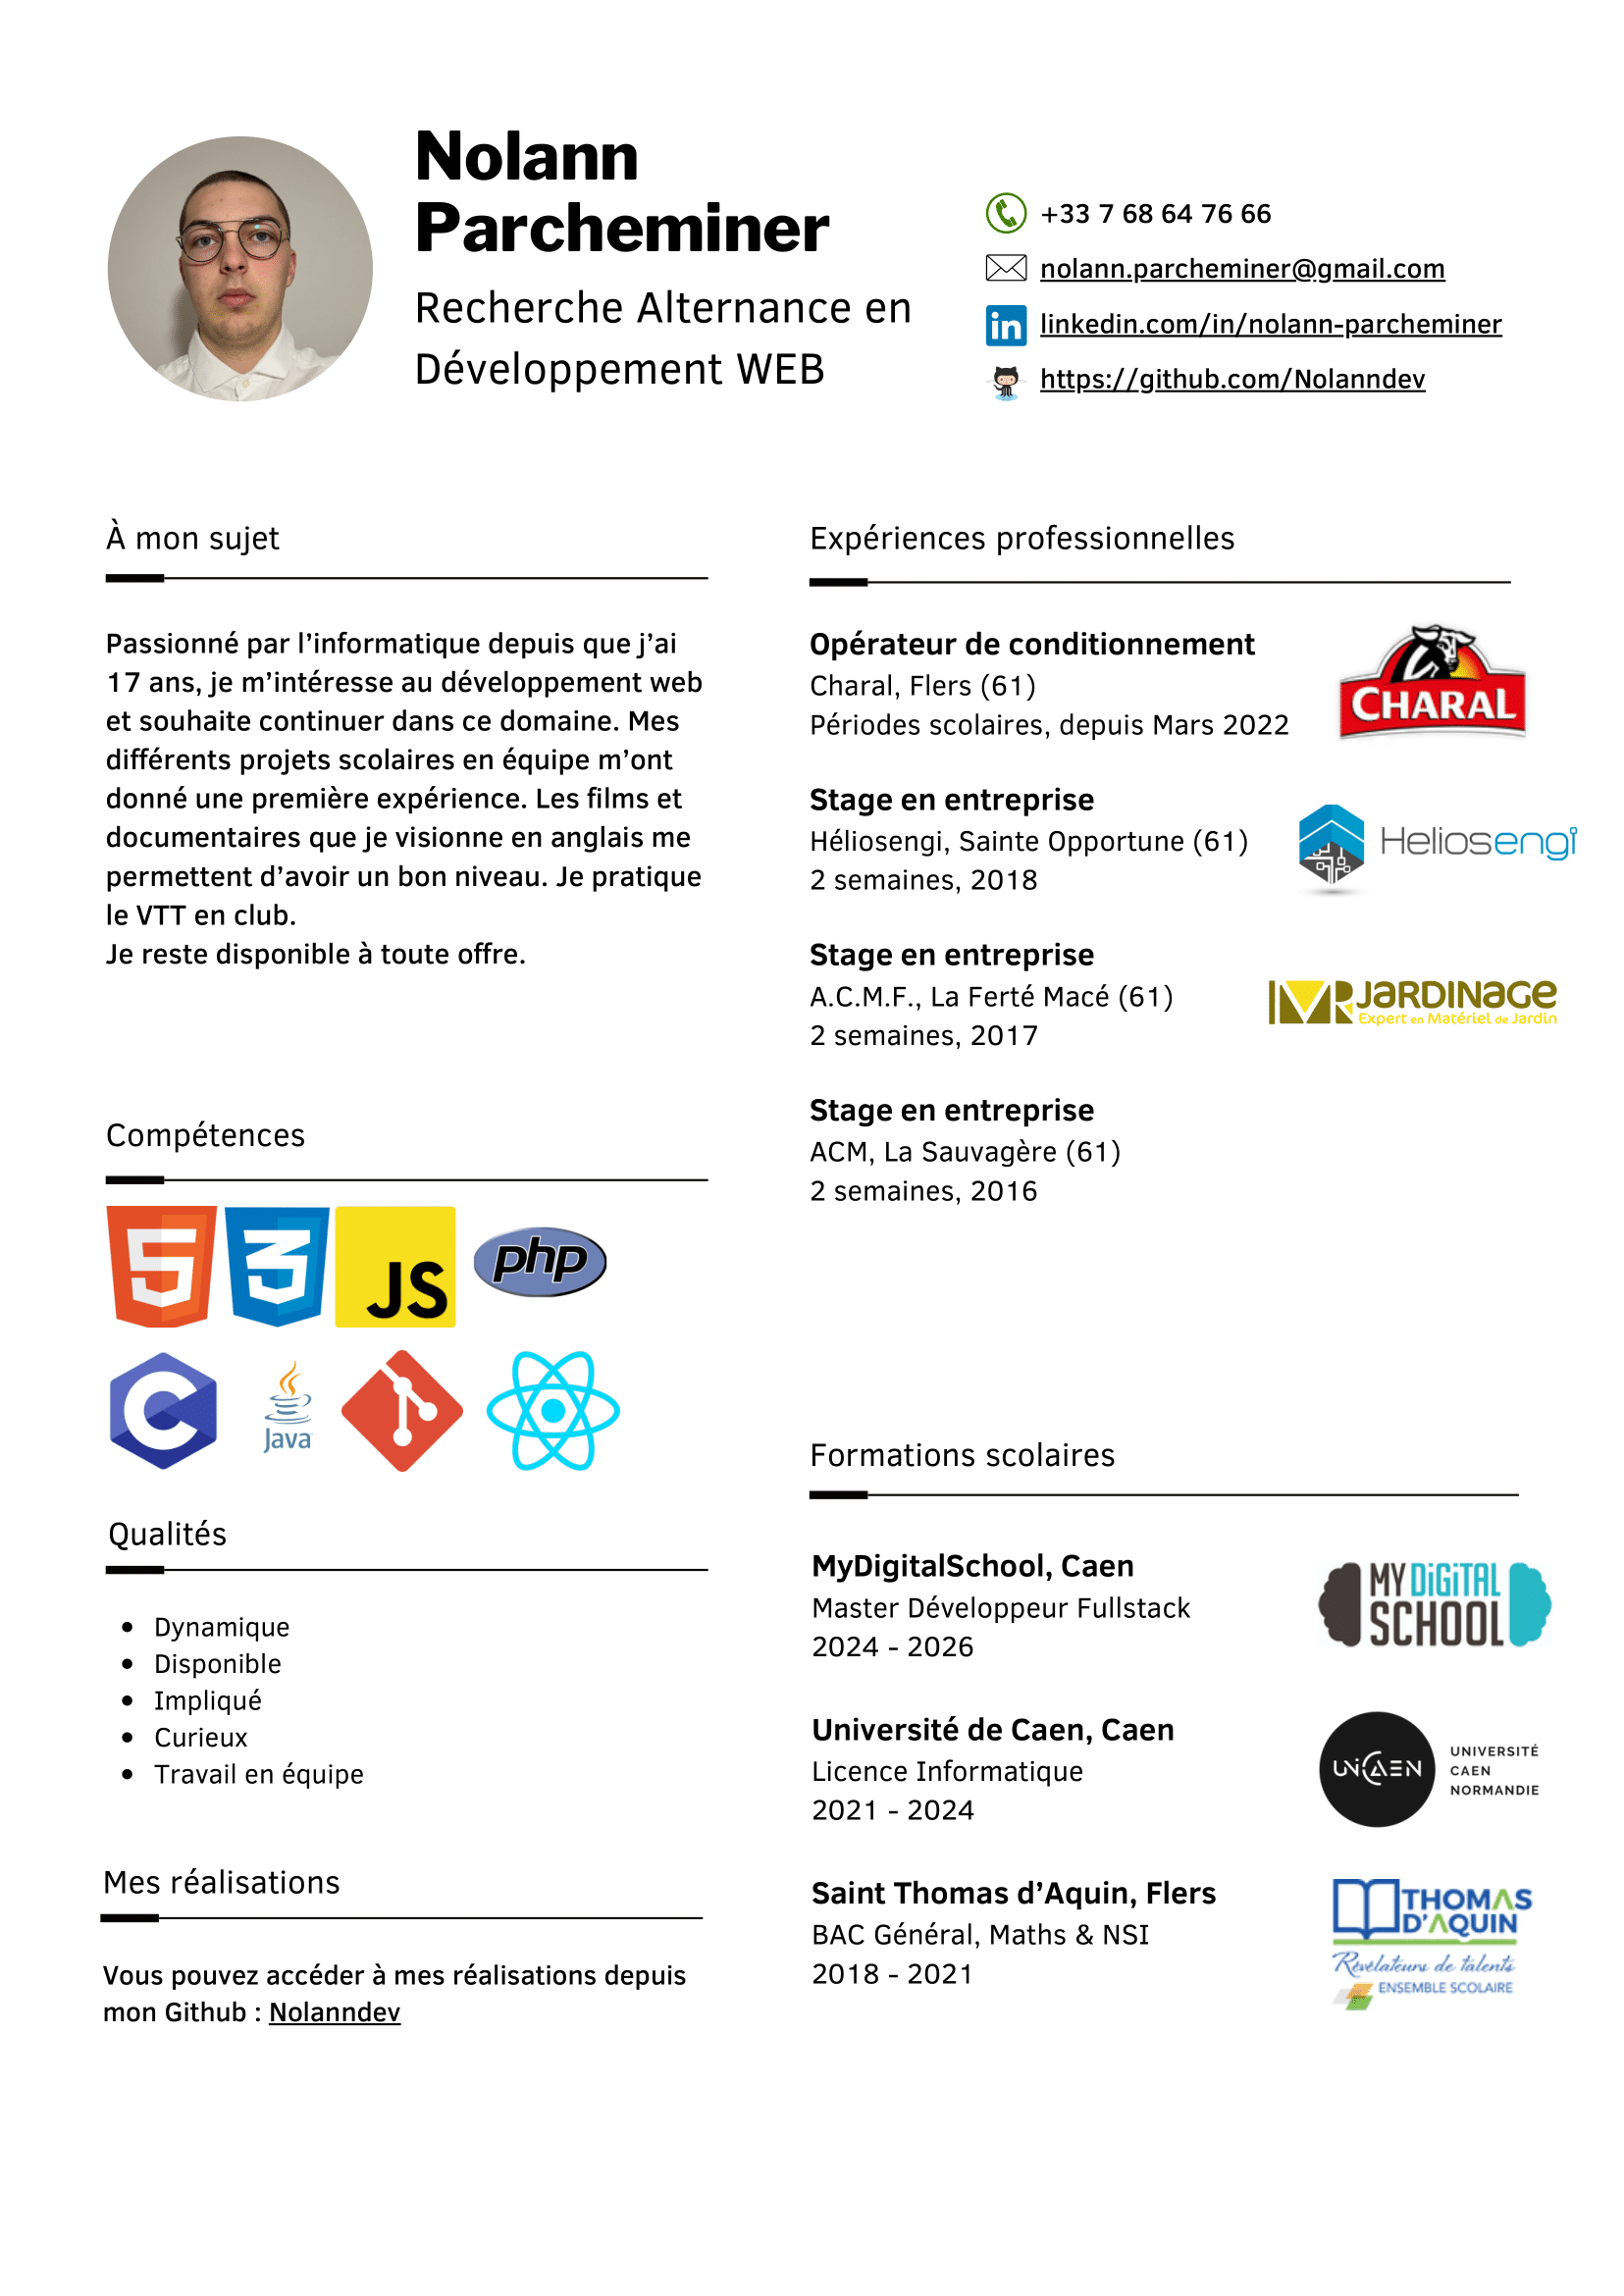 Nolann
Parcheminer
Recherche Alternance en
Développement WEB
+33 7 68 64 76 66
nolann.parcheminer@gmail.com
in linkedin.com/in/nolann-parcheminer
https://github.com/Nolanndev
À mon sujet
Passionné par l’informatique depuis que j’ai
17 ans, je m’intéresse au développement web
et souhaite continuer dans ce domaine. Mes
différents projets scolaires en équipe m’ont
donné une première expérience. Les films et
documentaires que je visionne en anglais me
permettent d’avoir un bon niveau. Je pratique
le VTT en club.
Je reste disponible à toute offre.
Compétences
5 3 JS php
C Java
Qualités
• Dynamique
• Disponible
• Impliqué
• Curieux
• Travail en équipe
Mes réalisations
Vous pouvez accéder à mes réalisations depuis
mon Github : Nolanndev
Expériences professionnelles
Opérateur de conditionnement
Charal, Flers (61)
Périodes scolaires, depuis Mars 2022
CHARAL
Stage en entreprise
Héliosengi, Sainte Opportune (61)
2 semaines, 2018
Heliosengi
Stage en entreprise
A.C.M.F., La Ferté Macé (61)
2 semaines, 2017
MR JARDINAGE
Expert en Matériel de Jardin
Stage en entreprise
ACM, La Sauvagère (61)
2 semaines, 2016
Formations scolaires
MyDigitalSchool, Caen
Master Développeur Fullstack
2024 - 2026
MY DiGiTAL
SCHOOL
Université de Caen, Caen
Licence Informatique
2021 - 2024
UNICAEN
UNIVERSITÉ
CAEN
NORMANDIE
Saint Thomas d’Aquin, Flers
BAC Général, Maths & NSI
2018 - 2021
THOMAS
D'AQUIN
Révélateurs de talents
ENSEMBLE SCOLAIRE